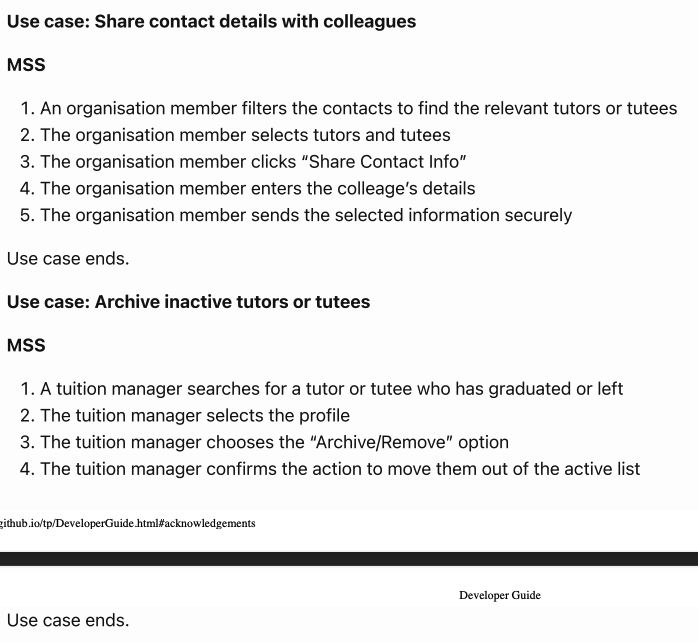 Use case: Share contact details with colleagues
MSS
1. An organisation member filters the contacts to find the relevant tutors or tutees
2. The organisation member selects tutors and tutees
3. The organisation member clicks “Share Contact Info”
4. The organisation member enters the colleage’s details
5. The organisation member sends the selected information securely
Use case ends.
Use case: Archive inactive tutors or tutees
MSS
1. A tuition manager searches for a tutor or tutee who has graduated or left
2. The tuition manager selects the profile
3. The tuition manager chooses the “Archive/Remove” option
4. The tuition manager confirms the action to move them out of the active list
github.io/tp/DeveloperGuide.html#acknowledgements
Developer Guide
Use case ends.